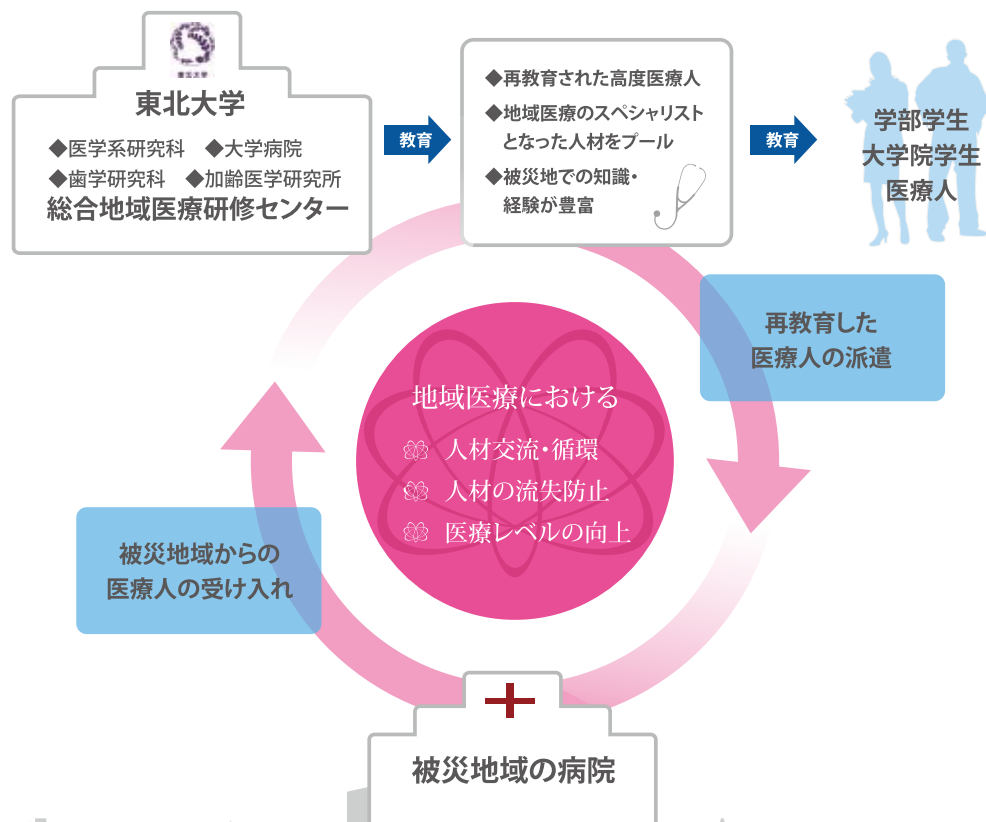 東北大学
東北大学
◆医学系研究科 ◆大学病院
◆歯学研究科 ◆加齢医学研究所
総合地域医療研修センター
教育
◆再教育された高度医療人
◆地域医療のスペシャリスト
となった人材をプール
◆被災地での知識・
経験が豊富
教育
学部学生
大学院学生
医療人
再教育した
医療人の派遣
地域医療における
人材交流・循環
人材の流失防止
医療レベルの向上
被災地域からの
医療人の受け入れ
被災地域の病院